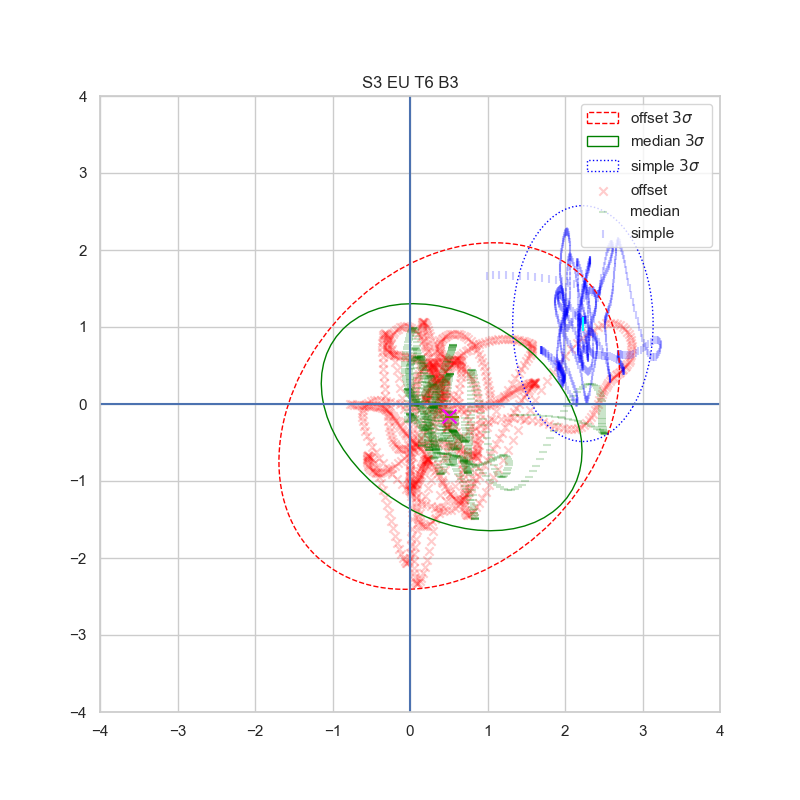 S3 EU T6 B3
4
3
2
1
0
−1
−2
−3
−4
−4
−3
−2
−1
0
1
2
3
4
offset 3σ
median 3σ
simple 3σ
offset
median
simple